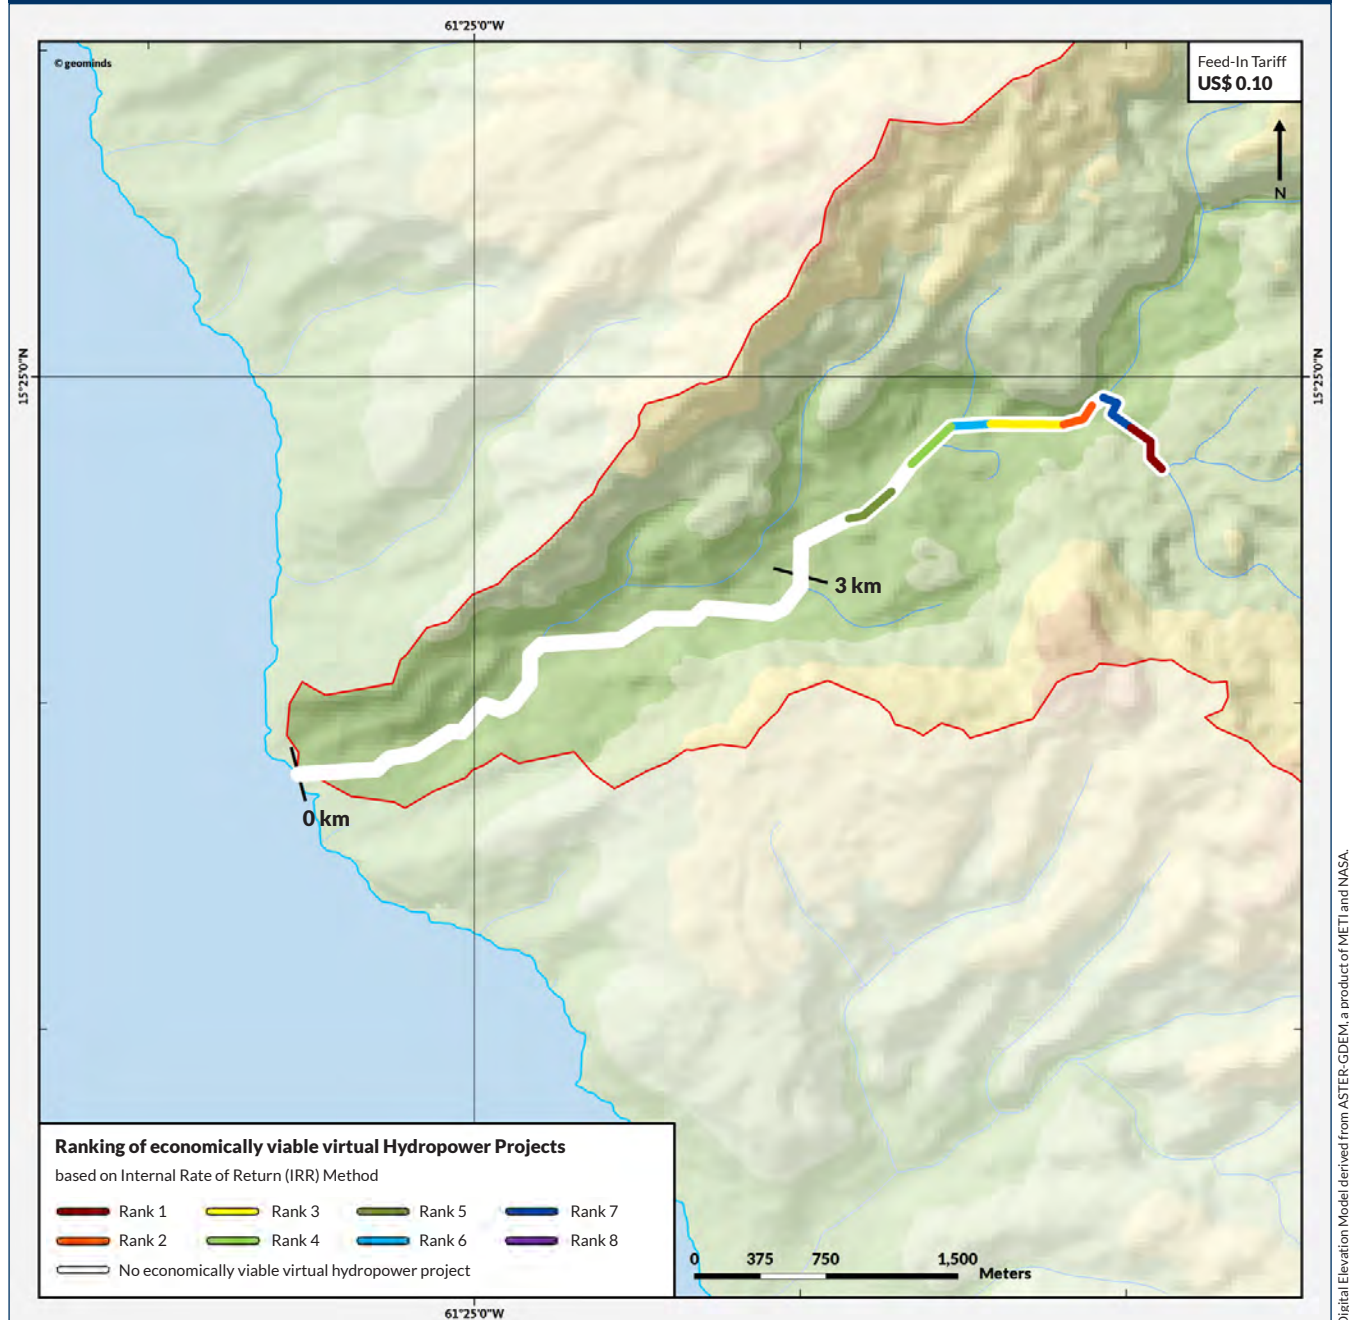 61°25'0"W
© geominds
Feed-In Tariff
US$ 0.10
N
15°25'0"N
15°25'0"N
3 km
0 km
Ranking of economically viable virtual Hydropower Projects
based on Internal Rate of Return (IRR) Method
Rank 1 Rank 3 Rank 5 Rank 7
Rank 2 Rank 4 Rank 6 Rank 8
No economically viable virtual hydropower project
0 375 750 1,500
Meters
61°25'0"W
Digital Elevation Model derived from ASTER-GDEM, a product of METI and NASA.